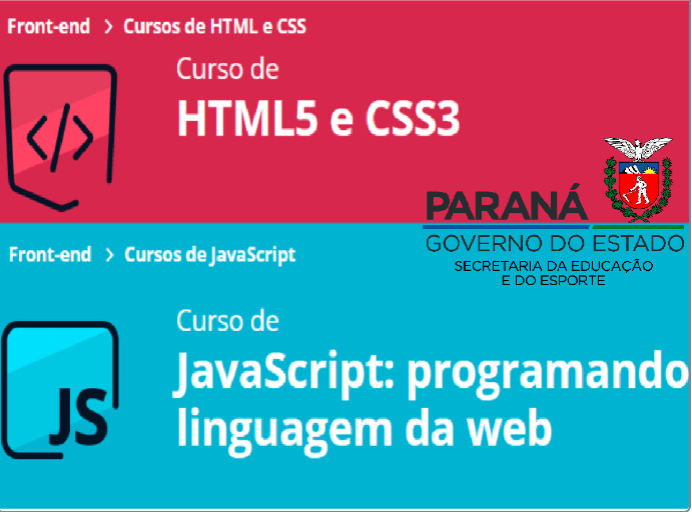 Front-end > Cursos de HTML e CSS
Curso de
HTML5 e CSS3
</>
PARANÁ
GOVERNO DO ESTADO
SECRETARIA DA EDUCAÇÃO
E DO ESPORTE
Front-end > Cursos de JavaScript
Curso de
JavaScript: programando
linguagem da web
JS